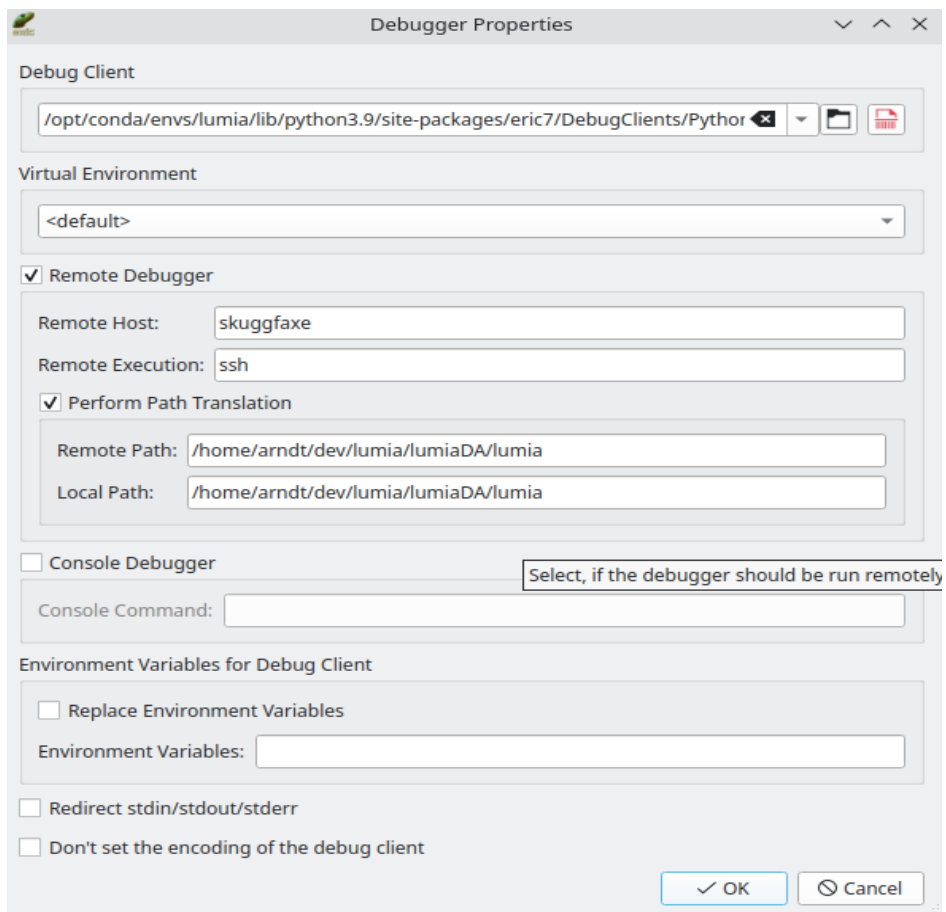 Debugger Properties
Debug Client
/opt/conda/envs/lumia/lib/python3.9/site-packages/eric7/DebugClients/Python
Virtual Environment
<default>
Remote Debugger
Remote Host: skuggfaxe
Remote Execution: ssh
Perform Path Translation
Remote Path: /home/arndt/dev/lumia/lumiaDA/lumia
Local Path: /home/arndt/dev/lumia/lumiaDA/lumia
Console Debugger
Select, if the debugger should be run remotely
Console Command:
Environment Variables for Debug Client
Replace Environment Variables
Environment Variables:
Redirect stdin/stdout/stderr
Don't set the encoding of the debug client
OK Cancel